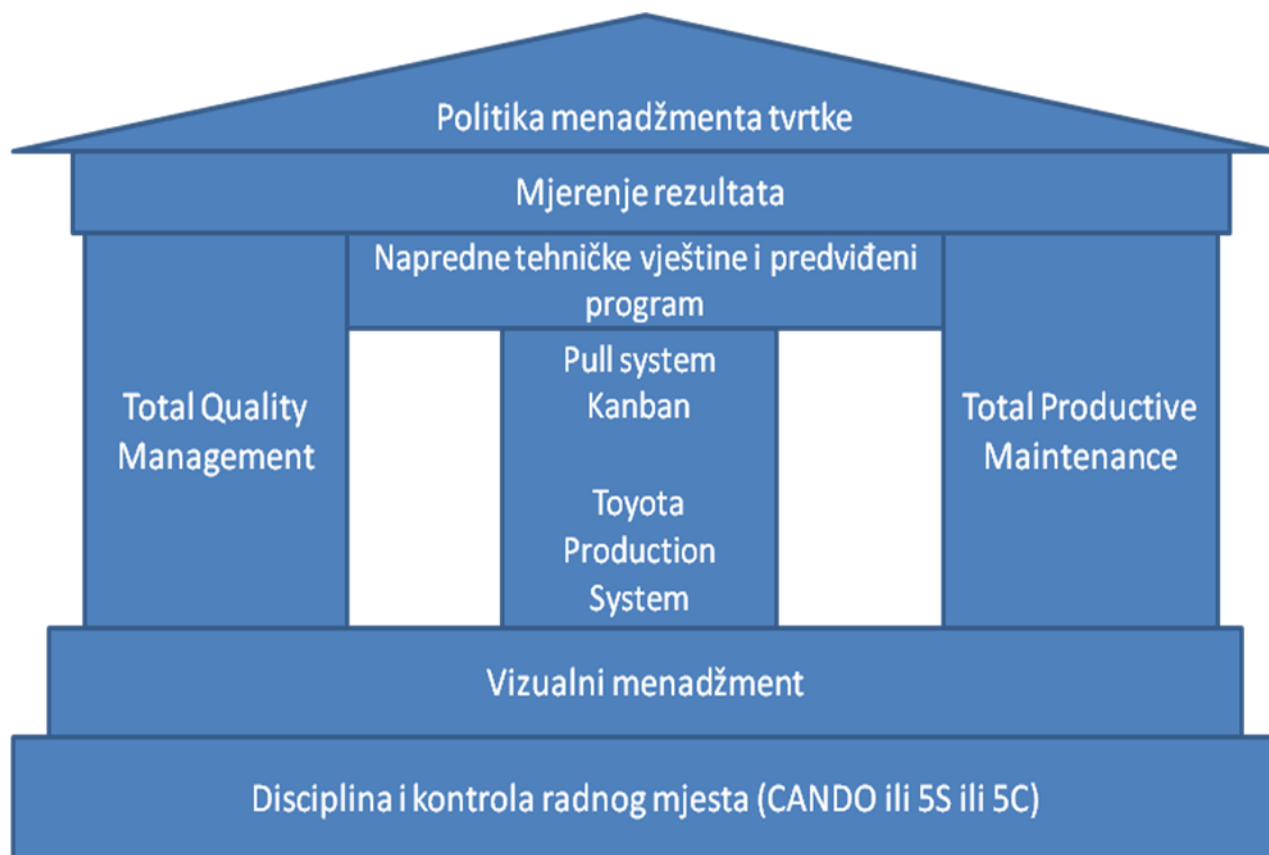 Politika menadžmenta tvrtke
Mjerenje rezultata
Napredne tehničke vještine i predviđeni
program
Total Quality
Management
Pull system
Kanban
Toyota
Production
System
Total Productive
Maintenance
Vizualni menadžment
Disciplina i kontrola radnog mjesta (CANDO ili 5S ili 5C)